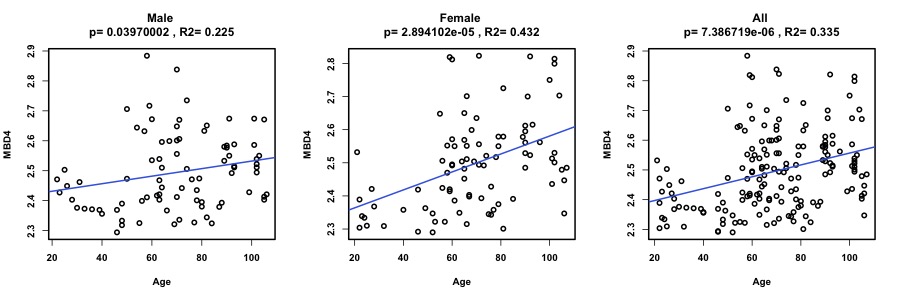 Male
p= 0.03970002 , R2= 0.225
MBD4
2.9
2.8
2.7
2.6
2.5
2.4
2.3
20 40 60 80 100
Age
Female
p= 2.894102e-05 , R2= 0.432
MBD4
2.8
2.7
2.6
2.5
2.4
2.3
20 40 60 80 100
Age
All
p= 7.386719e-06 , R2= 0.335
MBD4
2.9
2.8
2.7
2.6
2.5
2.4
2.3
20 40 60 80 100
Age